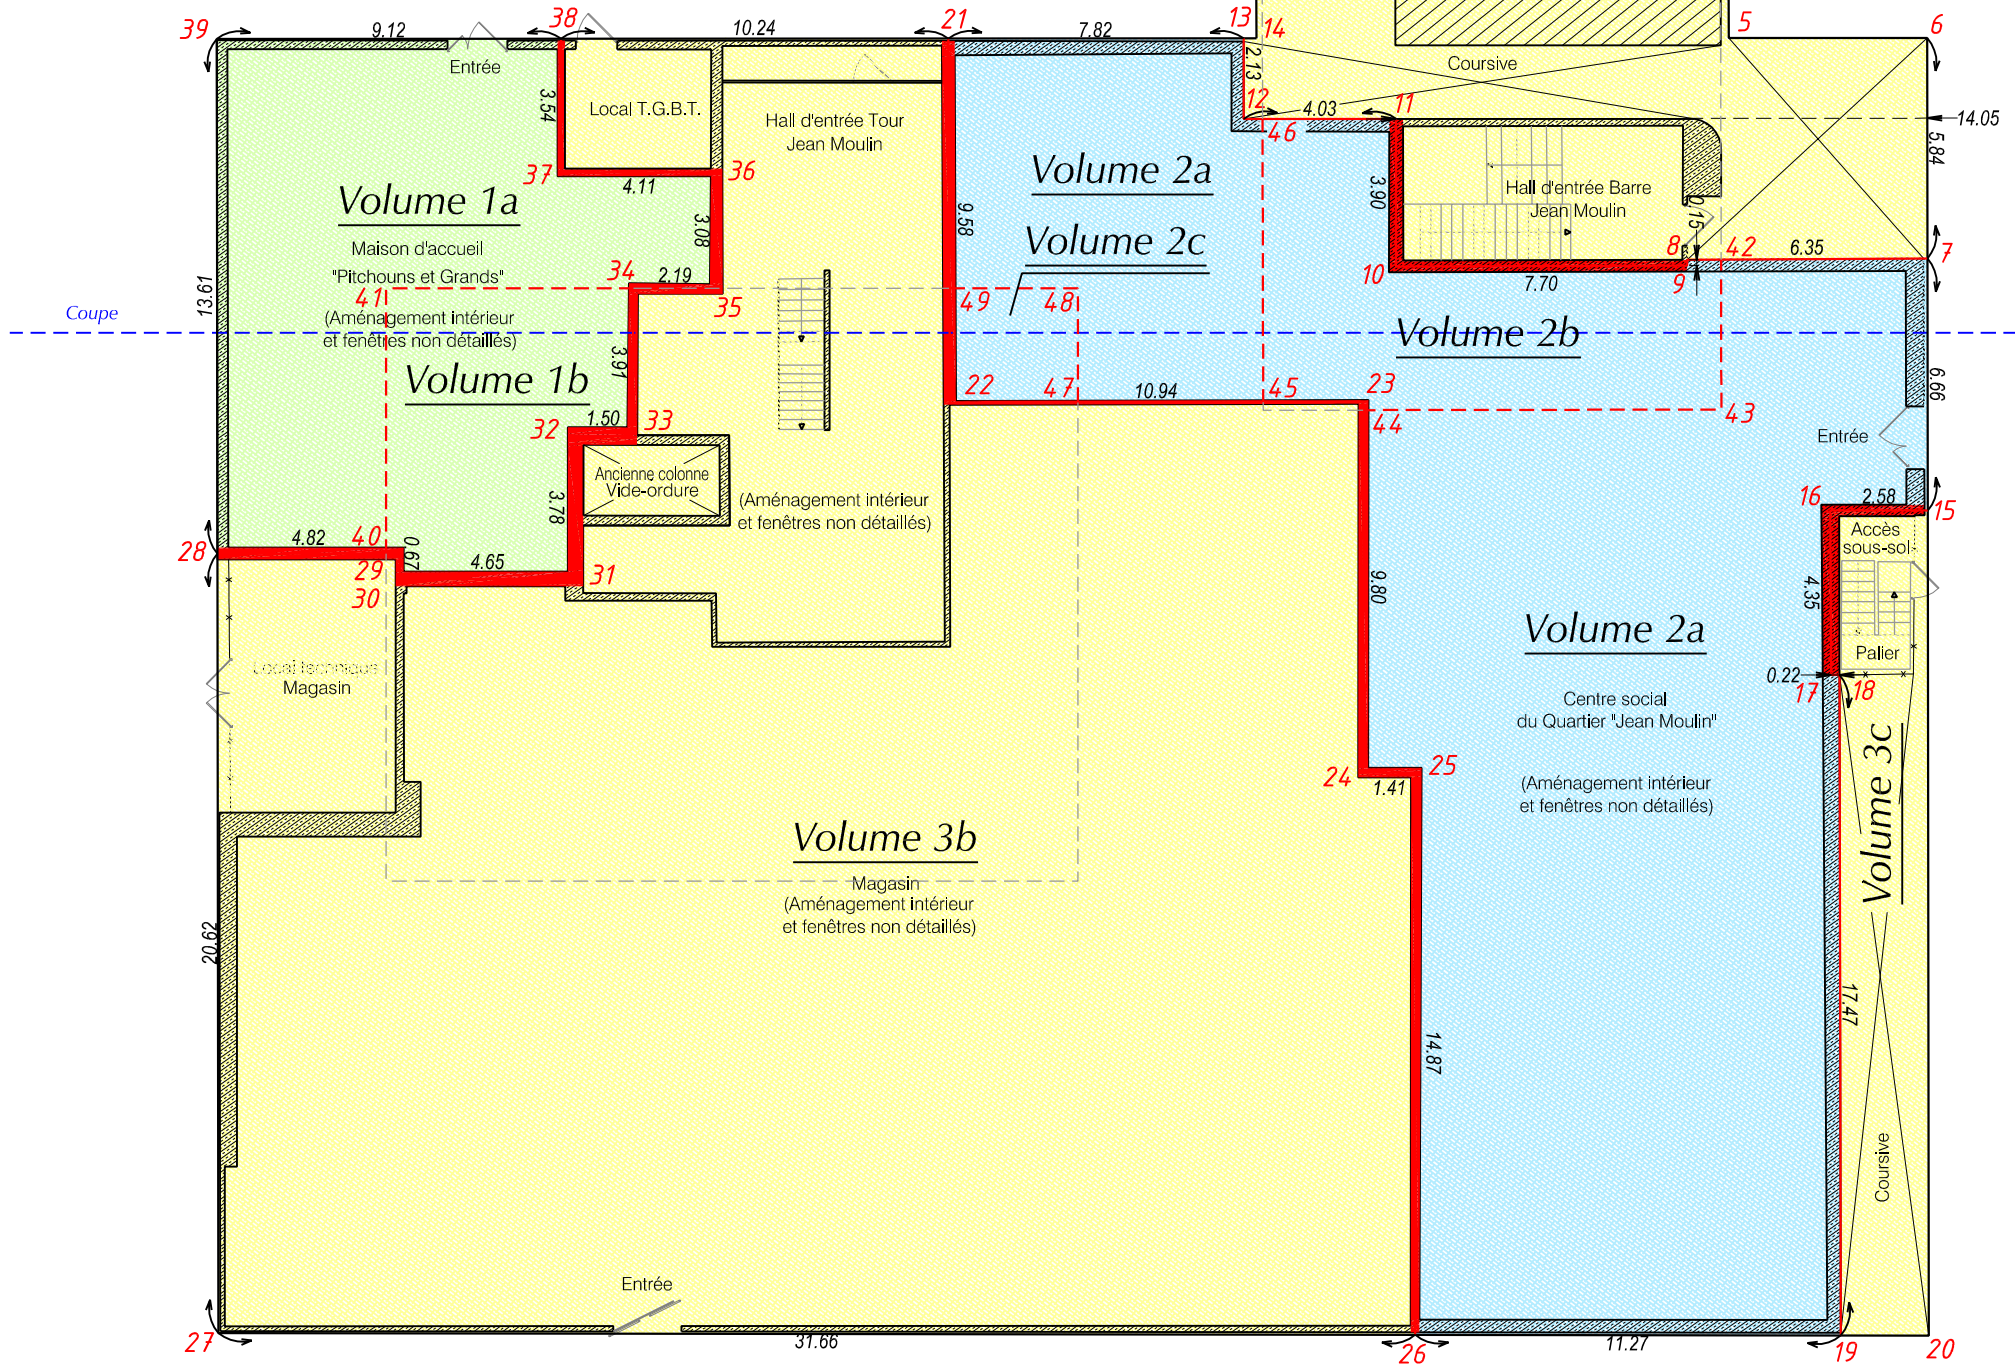 39
9.12
38
10.24
21
7.82
13
14
5
6
Entrée
Coursive
2.13
3.54
Local T.G.B.T.
Hall d'entrée Tour
Jean Moulin
12
4.03
11
46
14.05
5.84
37
4.11
36
Volume 1a
Volume 2a
3.90
Hall d'entrée Barre
Jean Moulin
0.15
Maison d'accueil
"Pitchouns et Grands"
3.08
9.58
Volume 2c
8
42
6.35
7
13.61
34
2.19
10
7.70
9
41
35
49
48
Coupe
(Aménagement intérieur
et fenêtres non détaillés)
Volume 2b
3.91
Volume 1b
22
47
10.94
45
23
6.66
32
1.50
33
44
43
Entrée
Ancienne colonne
Vide-ordure
3.78
(Aménagement intérieur
et fenêtres non détaillés)
16
2.58
15
28
4.82
40
0.67
Accès
sous-sol
29
4.65
31
30
9.80
4.35
Volume 2a
Local technique
Magasin
Palier
0.22
17
18
Centre social
du Quartier "Jean Moulin"
24
25
1.41
(Aménagement intérieur
et fenêtres non détaillés)
Volume 3c
Volume 3b
Magasin
(Aménagement intérieur
et fenêtres non détaillés)
20.62
17.47
14.87
Coursive
Entrée
27
31.66
26
11.27
19
20